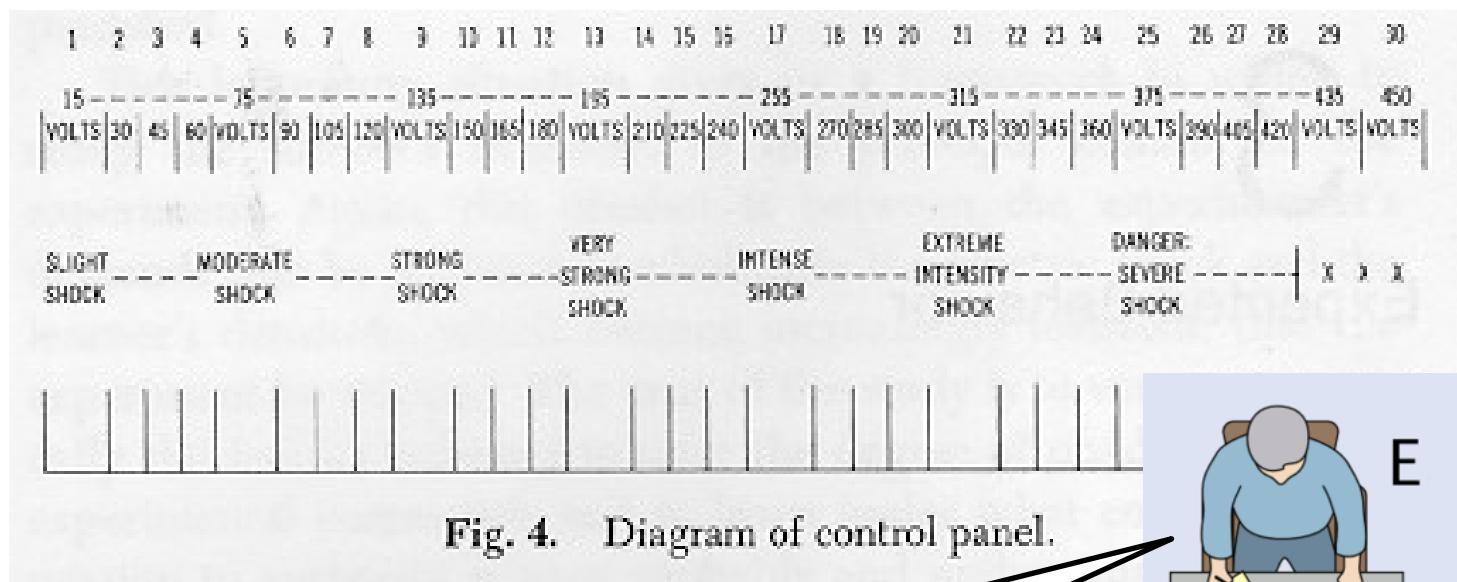 1 2 3 4 5 6 7 8 9 10 11 12 13 14 15 16 17 18 19 20 21 22 23 24 25 26 27 28 29 30
15 75 135 195 255 315 375 435 450
VOLTS 30 45 60 VOLTS 90 105 120 VOLTS 150 165 180 VOLTS 210 225 240 VOLTS 270 285 300 VOLTS 330 345 360 VOLTS 390 405 420 VOLTS VOLTS
VERY EXTREME DANGER:
SLIGHT MODERATE STRONG STRONG INTENSE INTENSITY SEVERE X X X
SHOCK SHOCK SHOCK SHOCK SHOCK SHOCK SHOCK
E
Fig. 4. Diagram of control panel.